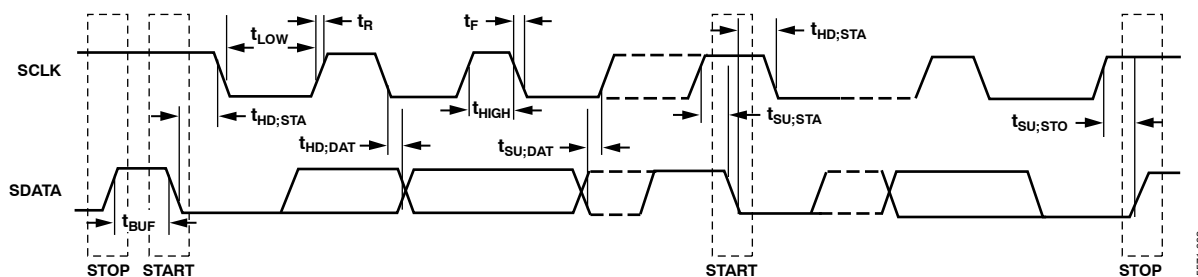 tR
tF
tLOW
tHD;STA
SCLK
tHD;STA
tHIGH
tSU;STA
tSU;STO
tHD;DAT
tSU;DAT
SDATA
tBUF
STOP
START
START
STOP